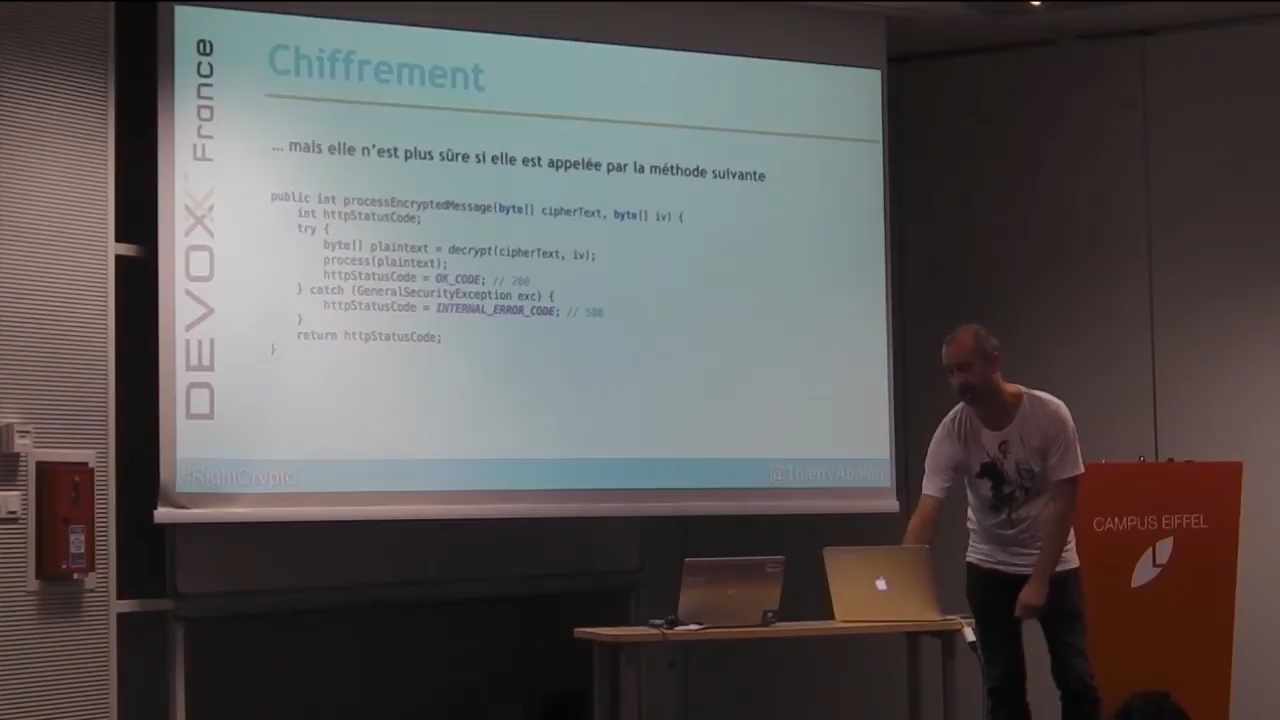 Chiffrement
DEVOXX France
... mais elle n'est plus sûre si elle est appelée par la méthode suivante
public int processEncryptedMessage(byte[] cipherText, byte[] iv) {
int httpStatusCode;
try {
byte[] plaintext = decrypt(cipherText, iv);
process(plaintext);
httpStatusCode = OK_CODE; // 200
} catch (GeneralSecurityException exc) {
httpStatusCode = INTERNAL_ERROR_CODE; // 500
}
return httpStatusCode;
}
#RightCrypto
@ThierryAbalea
CAMPUS EIFFEL